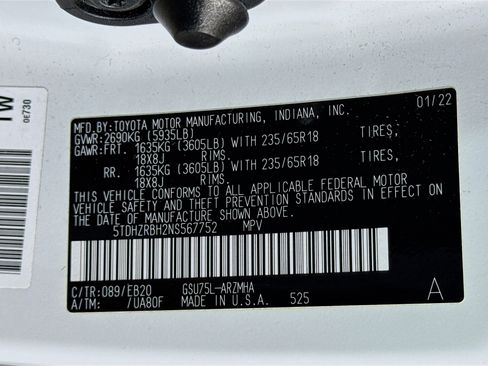 MFD.BY:TOYOTA MOTOR MANUFACTURING, INDIANA, INC. 01/22
GVWR:2690KG (5935LB)
GAWR:FRT. 1635KG (3605LB) WITH 235/65R18 TIRES,
18X8J RIMS.
RR. 1635KG (3605LB) WITH 235/65R18 TIRES,
18X8J RIMS.
THIS VEHICLE CONFORMS TO ALL APPLICABLE FEDERAL MOTOR
VEHICLE SAFETY AND THEFT PREVENTION STANDARDS IN EFFECT ON
THE DATE OF MANUFACTURE SHOWN ABOVE.
5TDHZRBH2NS567752 MPV
C/TR:089/EB20 GSU75L-ARZMHA A
A/TM: /UA80F MADE IN U.S.A. 525
0E730